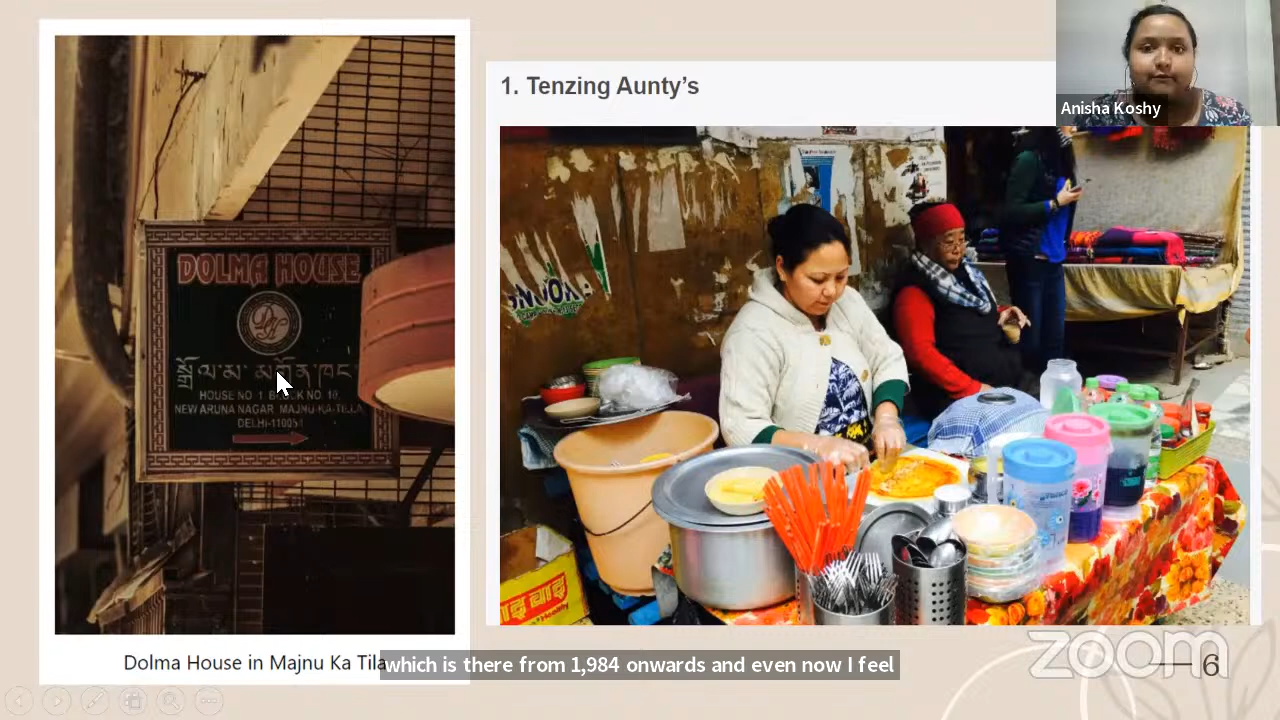 1. Tenzing Aunty's
Anisha Koshy
DOLMA HOUSE
HOUSE NO 1 BLOCK NO 10,
NEW ARUNA NAGAR MAJNU-KA-TILLA,
DELHI-110054
Dolma House in Majnu Ka Tila
which is there from 1,984 onwards and even now I feel
zoom
6